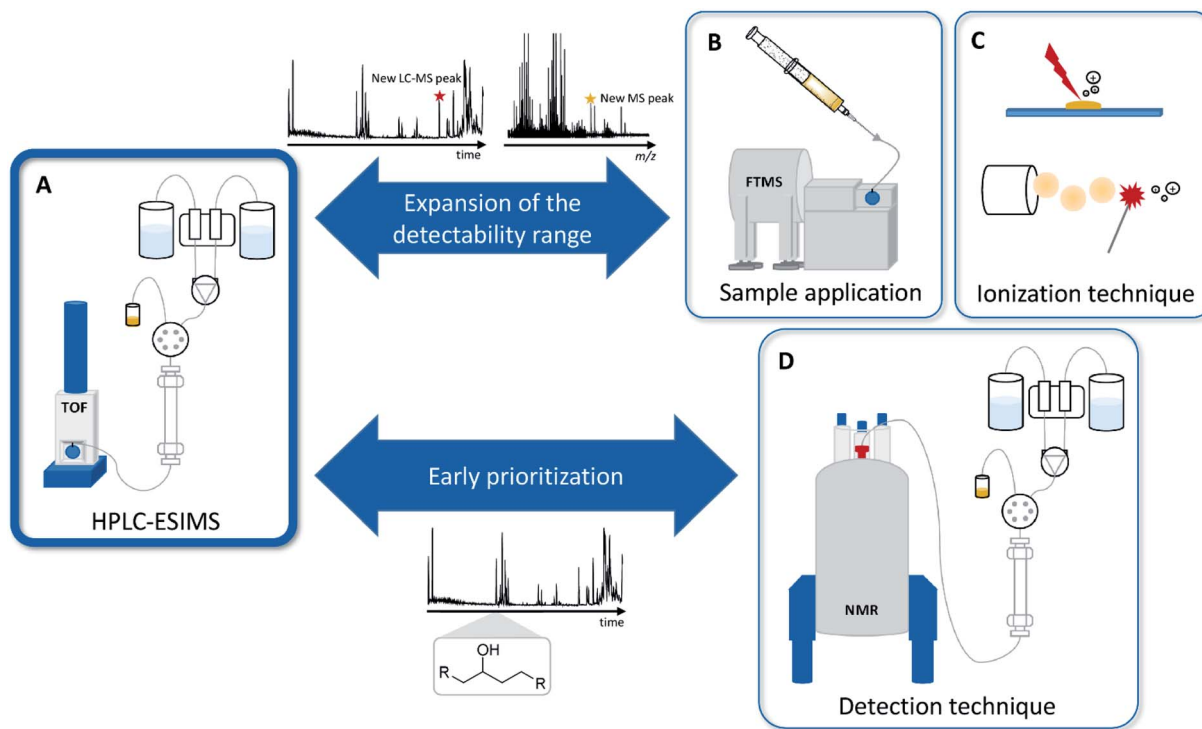 A
TOF
HPLC-ESIMS
New LC-MS peak
time
New MS peak
m/z
Expansion of the
detectability range
B
FTMS
Sample application
C
+
+
Ionization technique
Early prioritization
time
OH
R
R
D
NMR
Detection technique